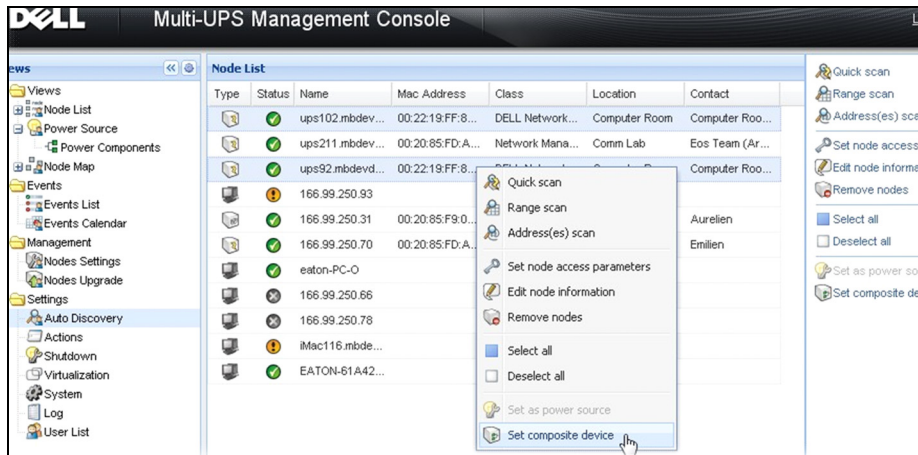 DELL
Multi-UPS Management Console
ews
Node List
Views
Node List
Power Source
Power Components
Node Map
Events
Events List
Events Calendar
Management
Nodes Settings
Nodes Upgrade
Settings
Auto Discovery
Actions
Shutdown
Virtualization
System
Log
User List
Type Status Name Mac Address Class Location Contact
ups102.mbdev... 00:22:19:FF:8... DELL Network... Computer Room Computer Roo...
ups211.mbdev... 00:20:85:FD:A... Network Mana... Comm Lab Eos Team (Ar...
ups92.mbdevd... 00:22:19:FF:8... Computer Roo...
166.99.250.93
166.99.250.31 00:20:85:F9:0... Aurelien
166.99.250.70 00:20:85:FD:A... Emilien
eaton-PC-O
166.99.250.66
166.99.250.78
iMac116.mbde...
EATON-61A42...
Quick scan
Range scan
Address(es) scan
Set node access parameters
Edit node information
Remove nodes
Select all
Deselect all
Set as power source
Set composite device
Quick scan
Range scan
Address(es) sca
Set node access
Edit node informa
Remove nodes
Select all
Deselect all
Set as power so
Set composite de